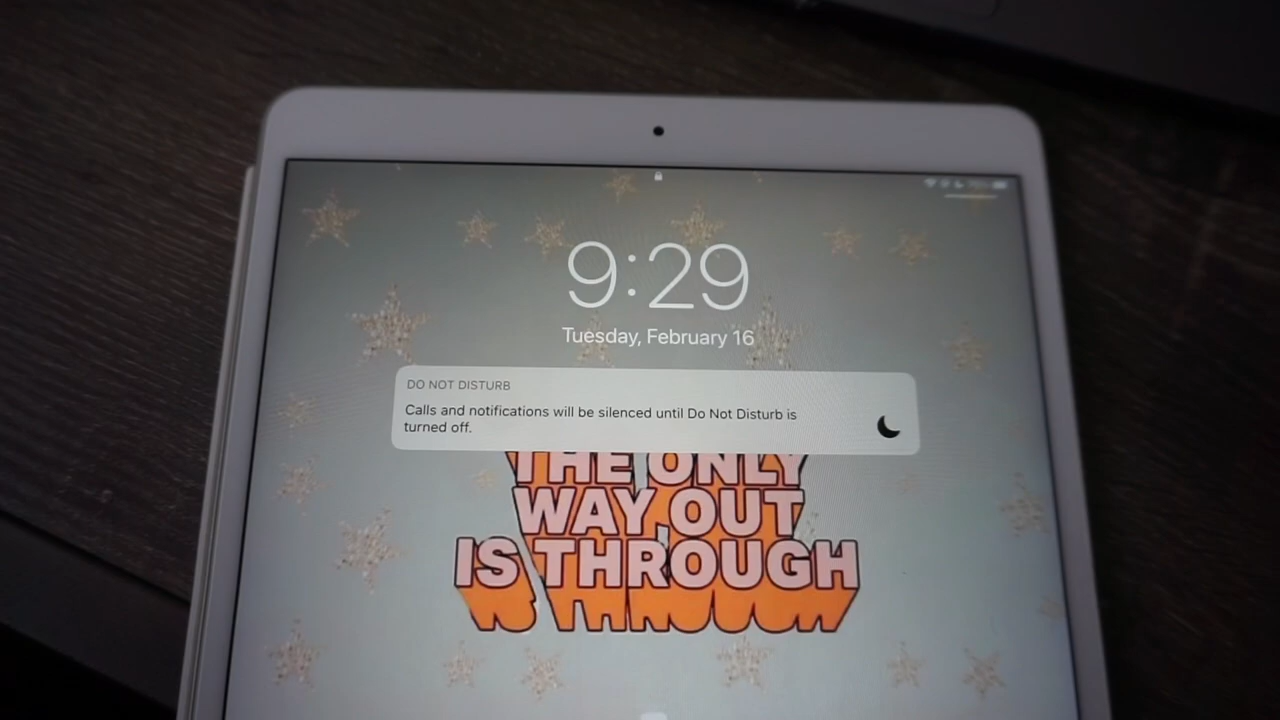 9:29
Tuesday, February 16
DO NOT DISTURB
Calls and notifications will be silenced until Do Not Disturb is
turned off.
THE ONLY
WAY OUT
IS THROUGH